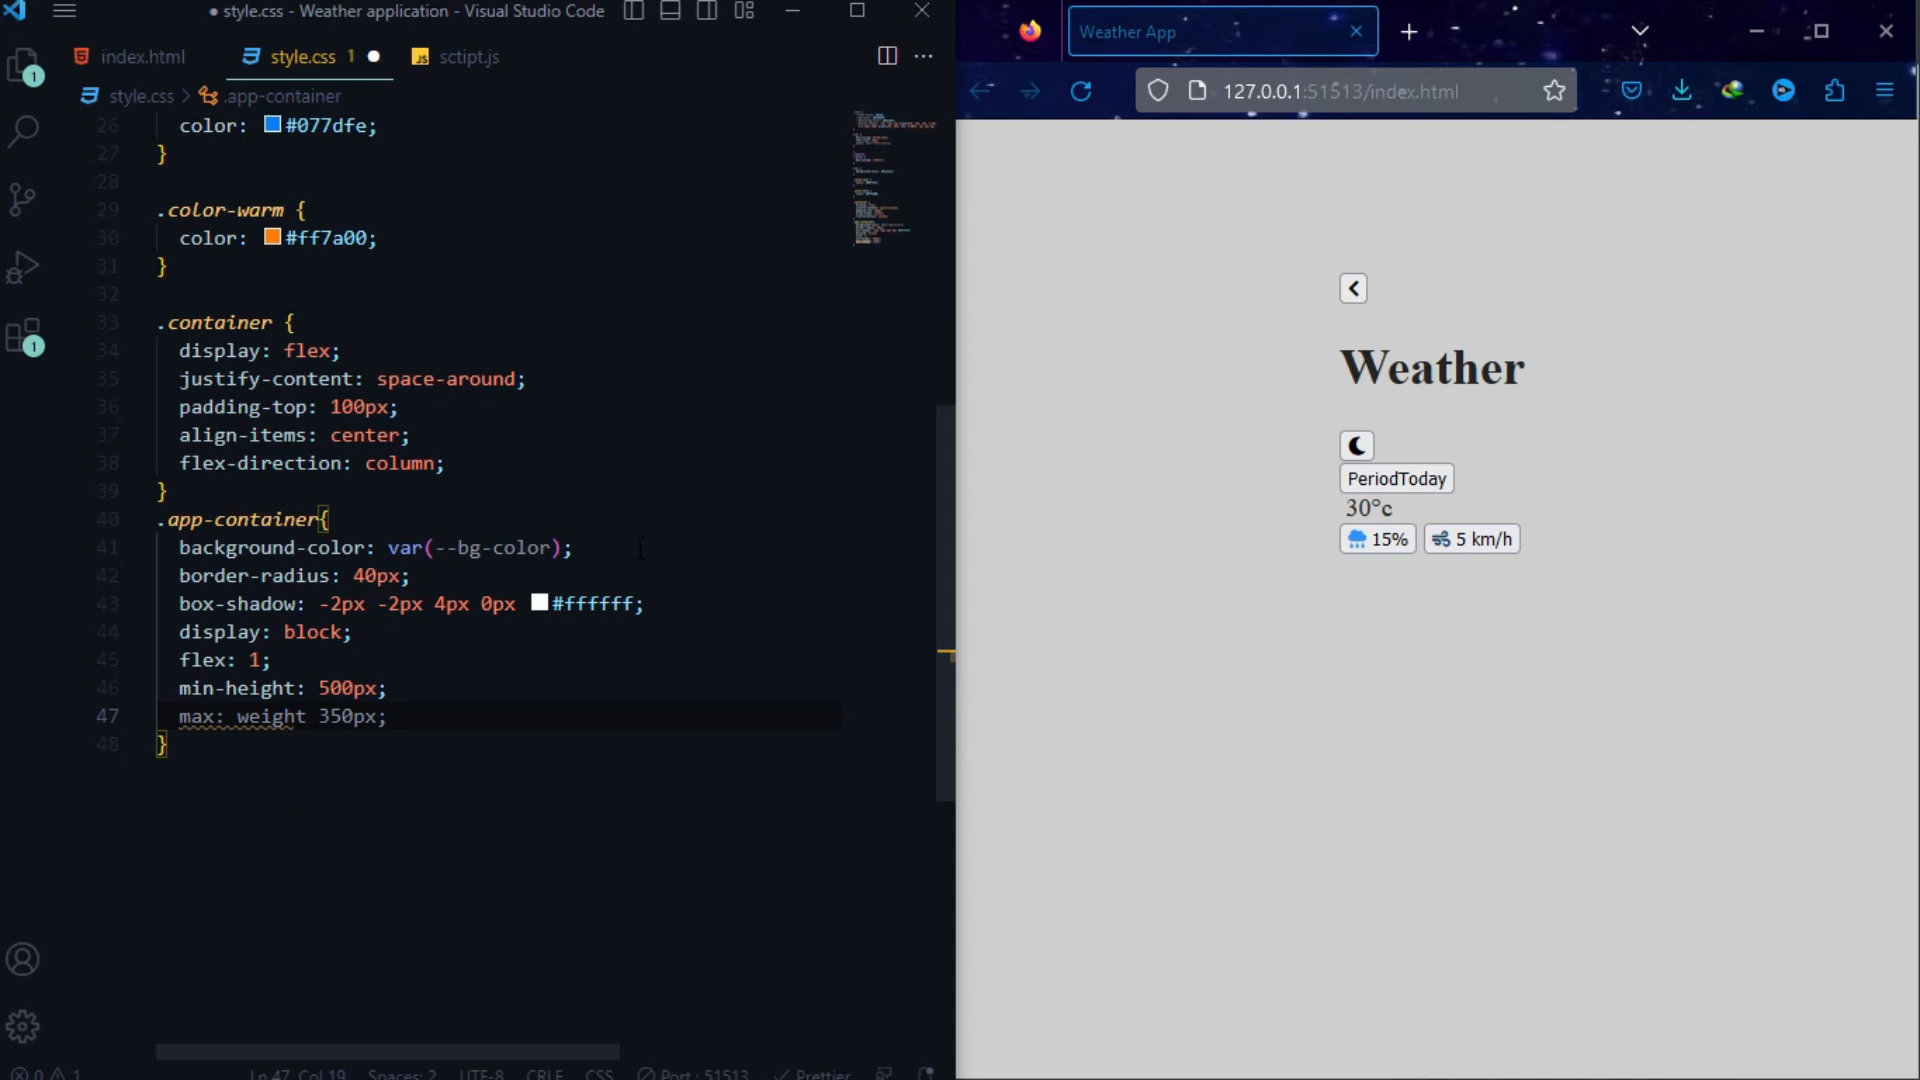 style.css - Weather application - Visual Studio Code
index.html
style.css 1
sctipt.js
style.css > .app-container
26 color: #077dfe;
27 }
28
29 .color-warm {
30 color: #ff7a00;
31 }
32
33 .container {
34 display: flex;
35 justify-content: space-around;
36 padding-top: 100px;
37 align-items: center;
38 flex-direction: column;
39 }
40 .app-container{
41 background-color: var(--bg-color);
42 border-radius: 40px;
43 box-shadow: -2px -2px 4px 0px #ffffff;
44 display: block;
45 flex: 1;
46 min-height: 500px;
47 max: weight 350px;
48 }
1
1
0 1 Ln 47, Col 19 Spaces: 2 UTF-8 CRLF CSS Port : 51513 Prettier
Weather App
127.0.0.1:51513/index.html
Weather
PeriodToday
30°c
15% 5 km/h